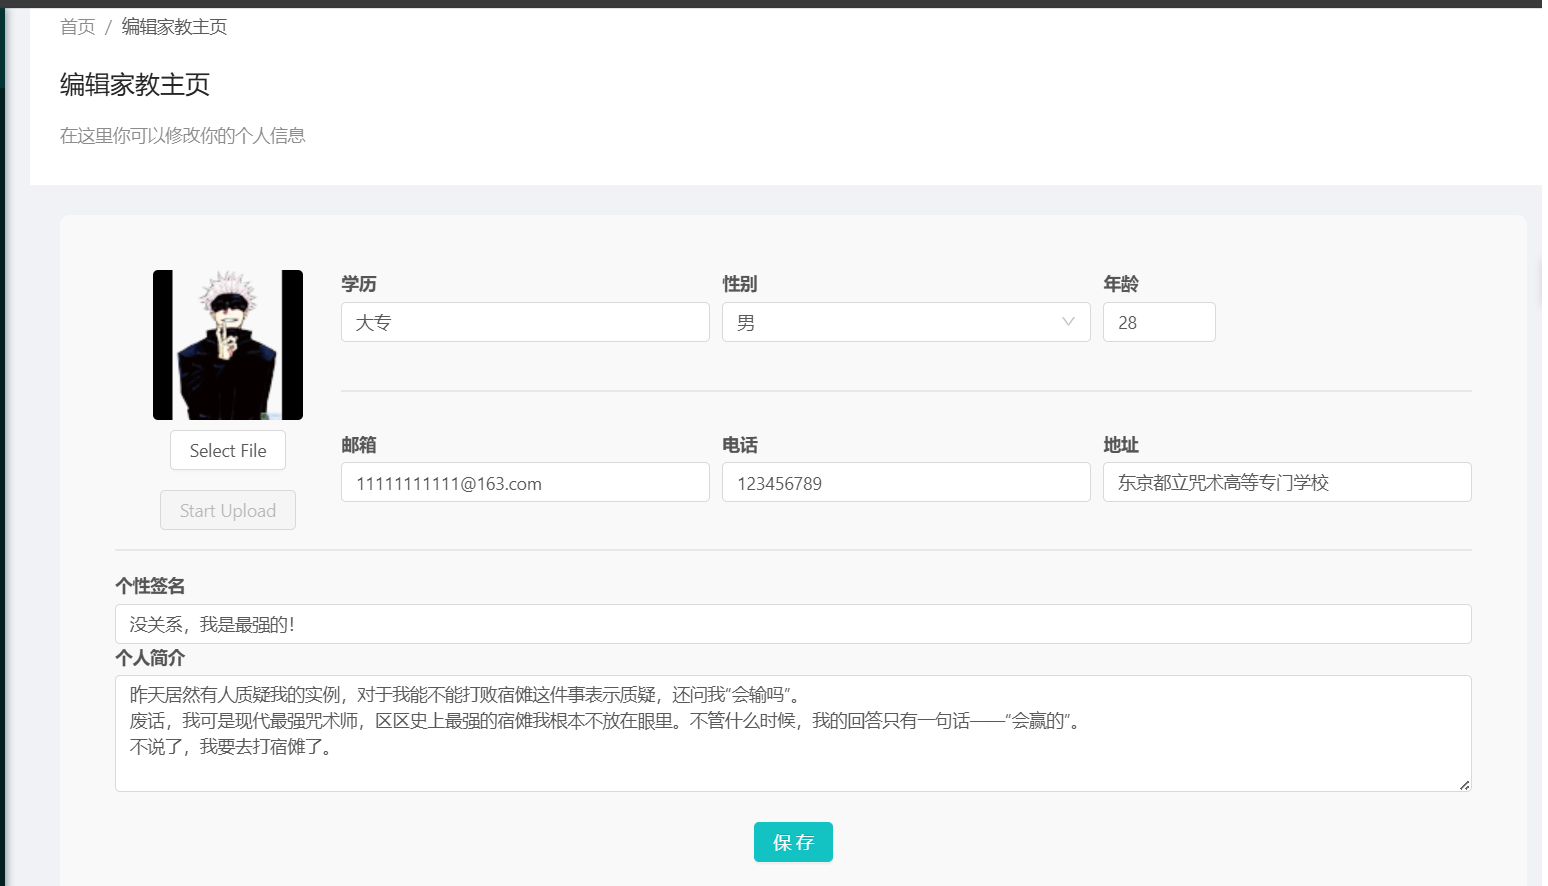 首页 / 编辑家教主页
编辑家教主页
在这里你可以修改你的个人信息
学历 性别 年龄
大专 男 28
邮箱 电话 地址
Select File
11111111111@163.com 123456789 东京都立咒术高等专门学校
Start Upload
个性签名
没关系，我是最强的！
个人简介
昨天居然有人质疑我的实例，对于我能不能打败宿傩这件事表示质疑，还问我“会输吗”。
废话，我可是现代最强咒术师，区区史上最强的宿傩我根本不放在眼里。不管什么时候，我的回答只有一句话——“会赢的”。
不说了，我要去打宿傩了。
保存